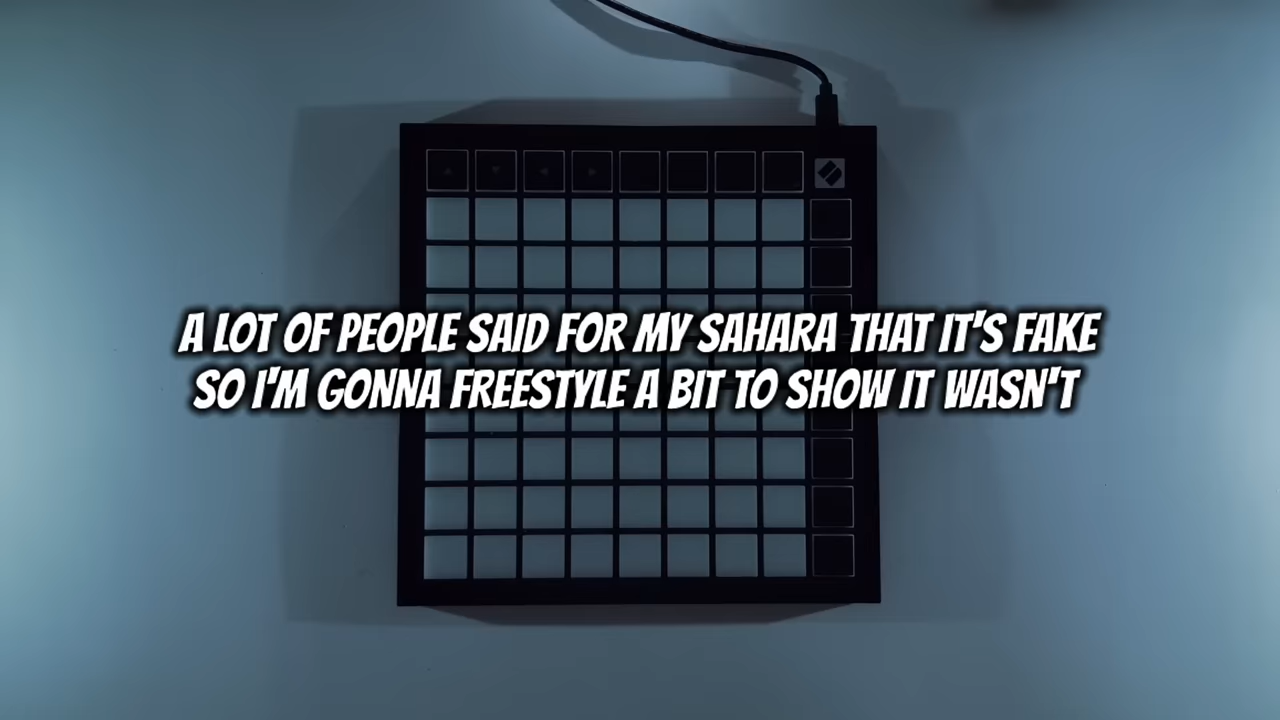 A LOT OF PEOPLE SAID FOR MY SAHARA THAT IT'S FAKE
SO I'M GONNA FREESTYLE A BIT TO SHOW IT WASN'T